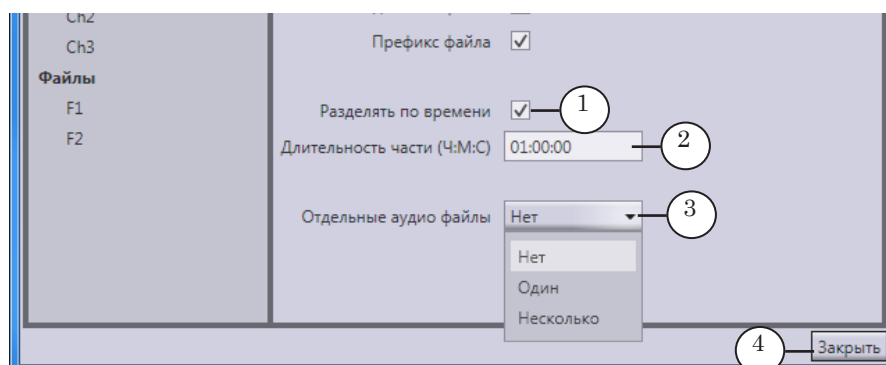 Ch2
Ch3
Префикс файла
Файлы
F1
Разделять по времени
1
F2
Длительность части (Ч:М:С)
01:00:00
2
Отдельные аудио файлы
Нет
3
Нет
Один
Несколько
4
Закрыть